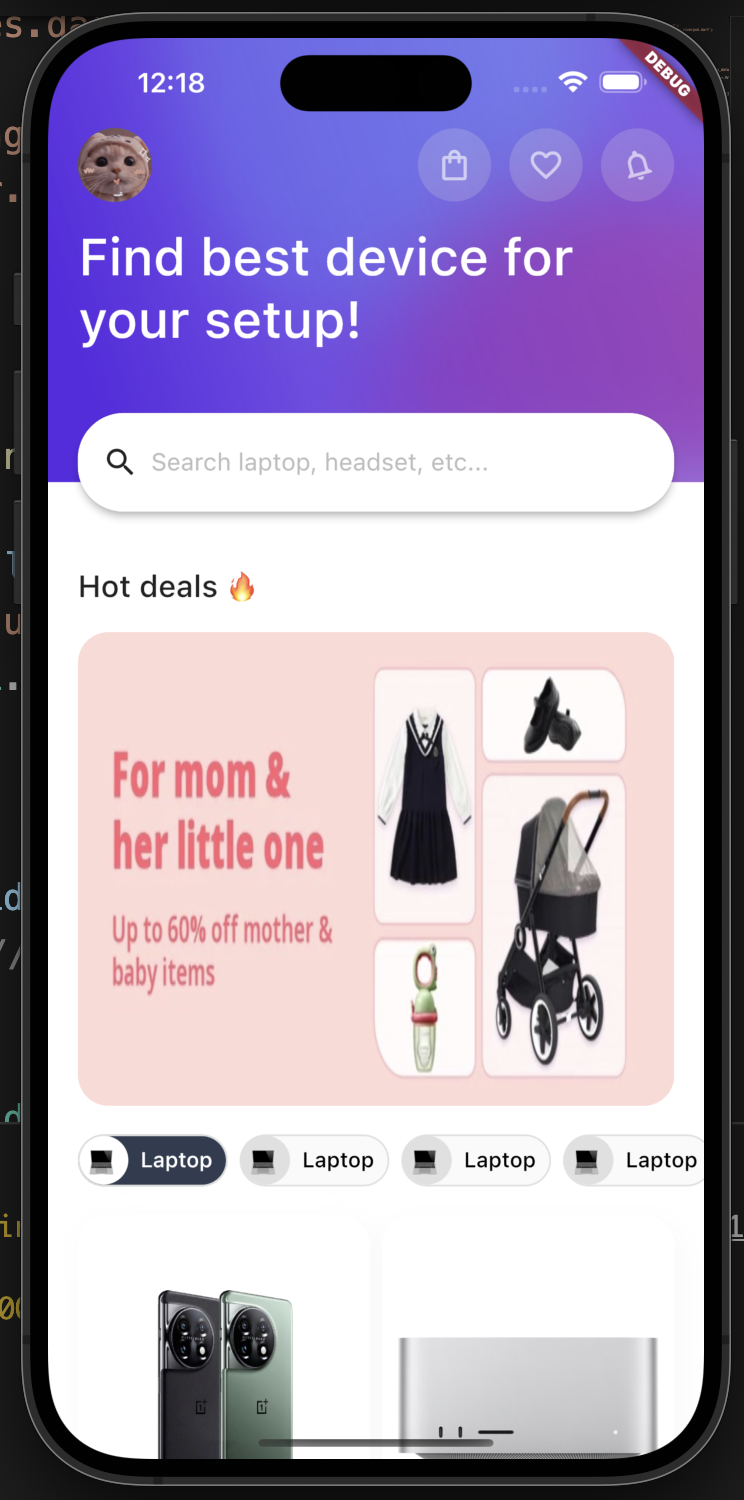 12:18
DEBUG
Find best device for
your setup!
Search laptop, headset, etc...
Hot deals 🔥
For mom &
her little one
Up to 60% off mother &
baby items
Laptop
Laptop
Laptop
Laptop